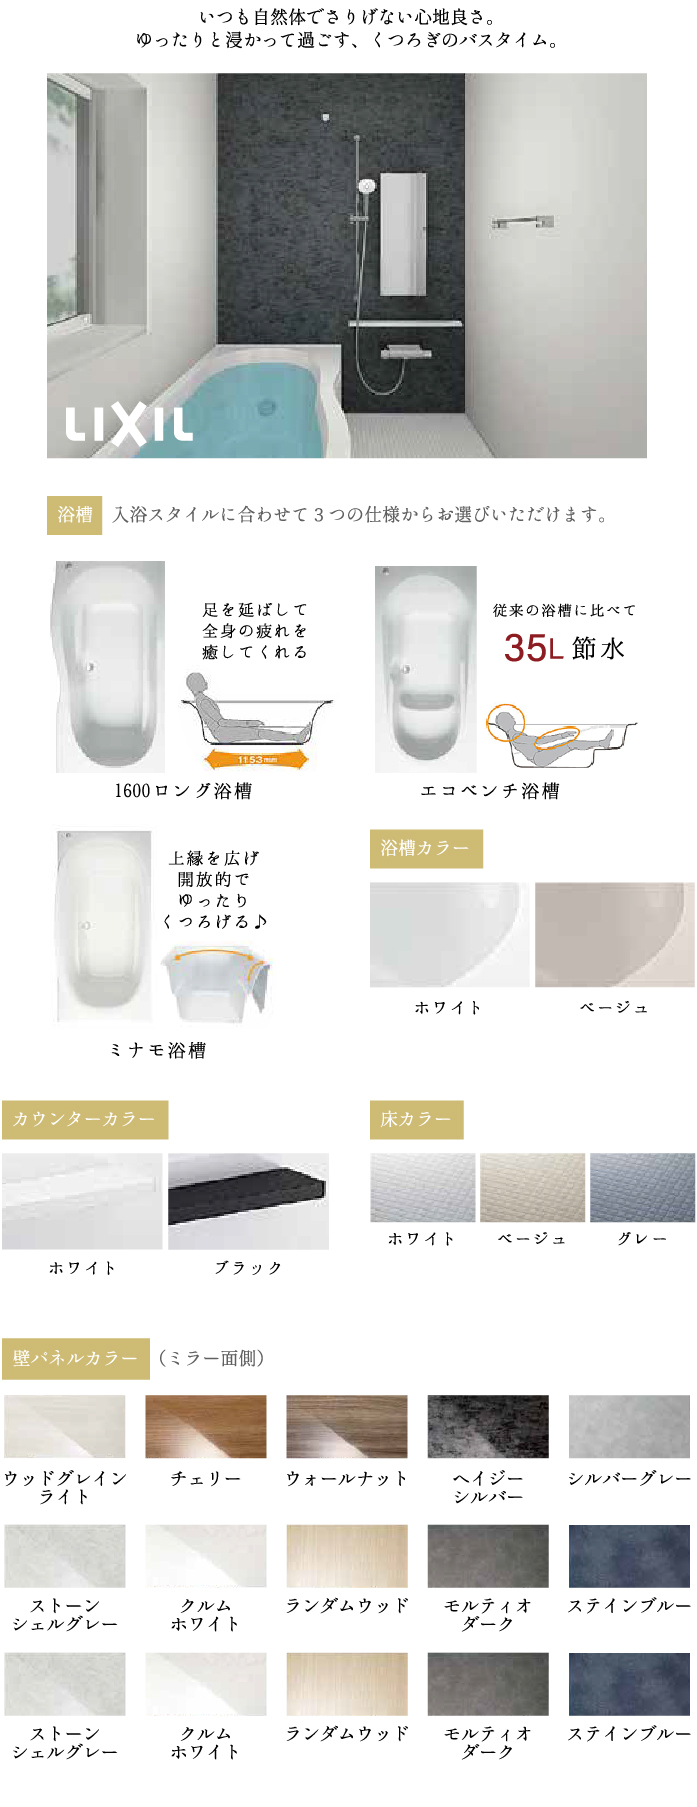 いつも自然体でさりげない心地良さ。
ゆったりと浸かって過ごす、くつろぎのバスタイム。
LIXIL
浴槽
入浴スタイルに合わせて３つの仕様からお選びいただけます。
足を延ばして
全身の疲れを
癒してくれる
1153mm
1600ロング浴槽
従来の浴槽に比べて
35L 節水
エコベンチ浴槽
上縁を広げ
開放的で
ゆったり
くつろげる♪
ミナモ浴槽
浴槽カラー
ホワイト
ベージュ
カウンターカラー
ホワイト
ブラック
床カラー
ホワイト
ベージュ
グレー
壁パネルカラー
（ミラー面側）
ウッドグレイン
ライト
チェリー
ウォールナット
ヘイジー
シルバー
シルバーグレー
ストーン
シェルグレー
クルム
ホワイト
ランダムウッド
モルティオ
ダーク
ステインブルー
ストーン
シェルグレー
クルム
ホワイト
ランダムウッド
モルティオ
ダーク
ステインブルー